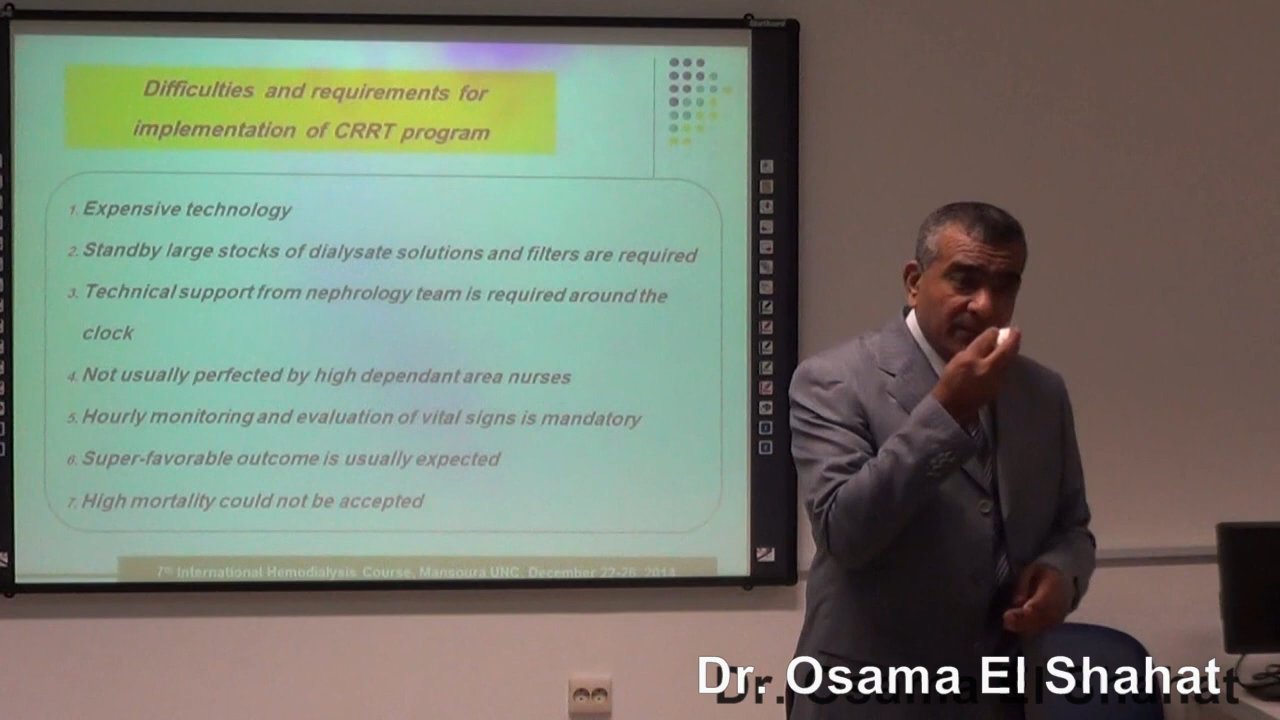 Difficulties and requirements for
implementation of CRRT program
1. Expensive technology
2. Standby large stocks of dialysate solutions and filters are required
3. Technical support from nephrology team is required around the
clock
4. Not usually perfected by high dependant area nurses
5. Hourly monitoring and evaluation of vital signs is mandatory
6. Super-favorable outcome is usually expected
7. High mortality could not be accepted
7th International Hemodialysis Course, Mansoura UNC, December 22-26, 2014
Dr. Osama El Shahat